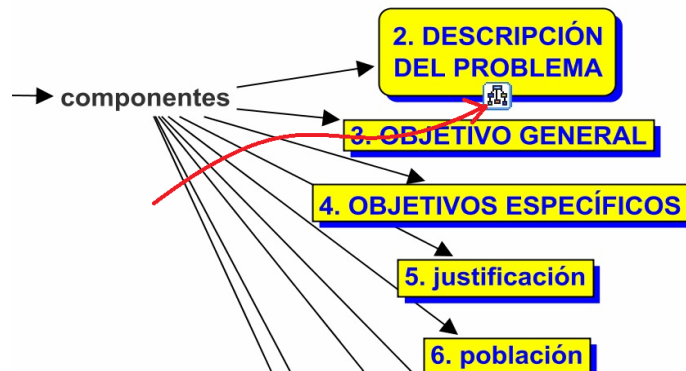 2. DESCRIPCIÓN
DEL PROBLEMA
componentes
3. OBJETIVO GENERAL
4. OBJETIVOS ESPECÍFICOS
5. justificación
6. población